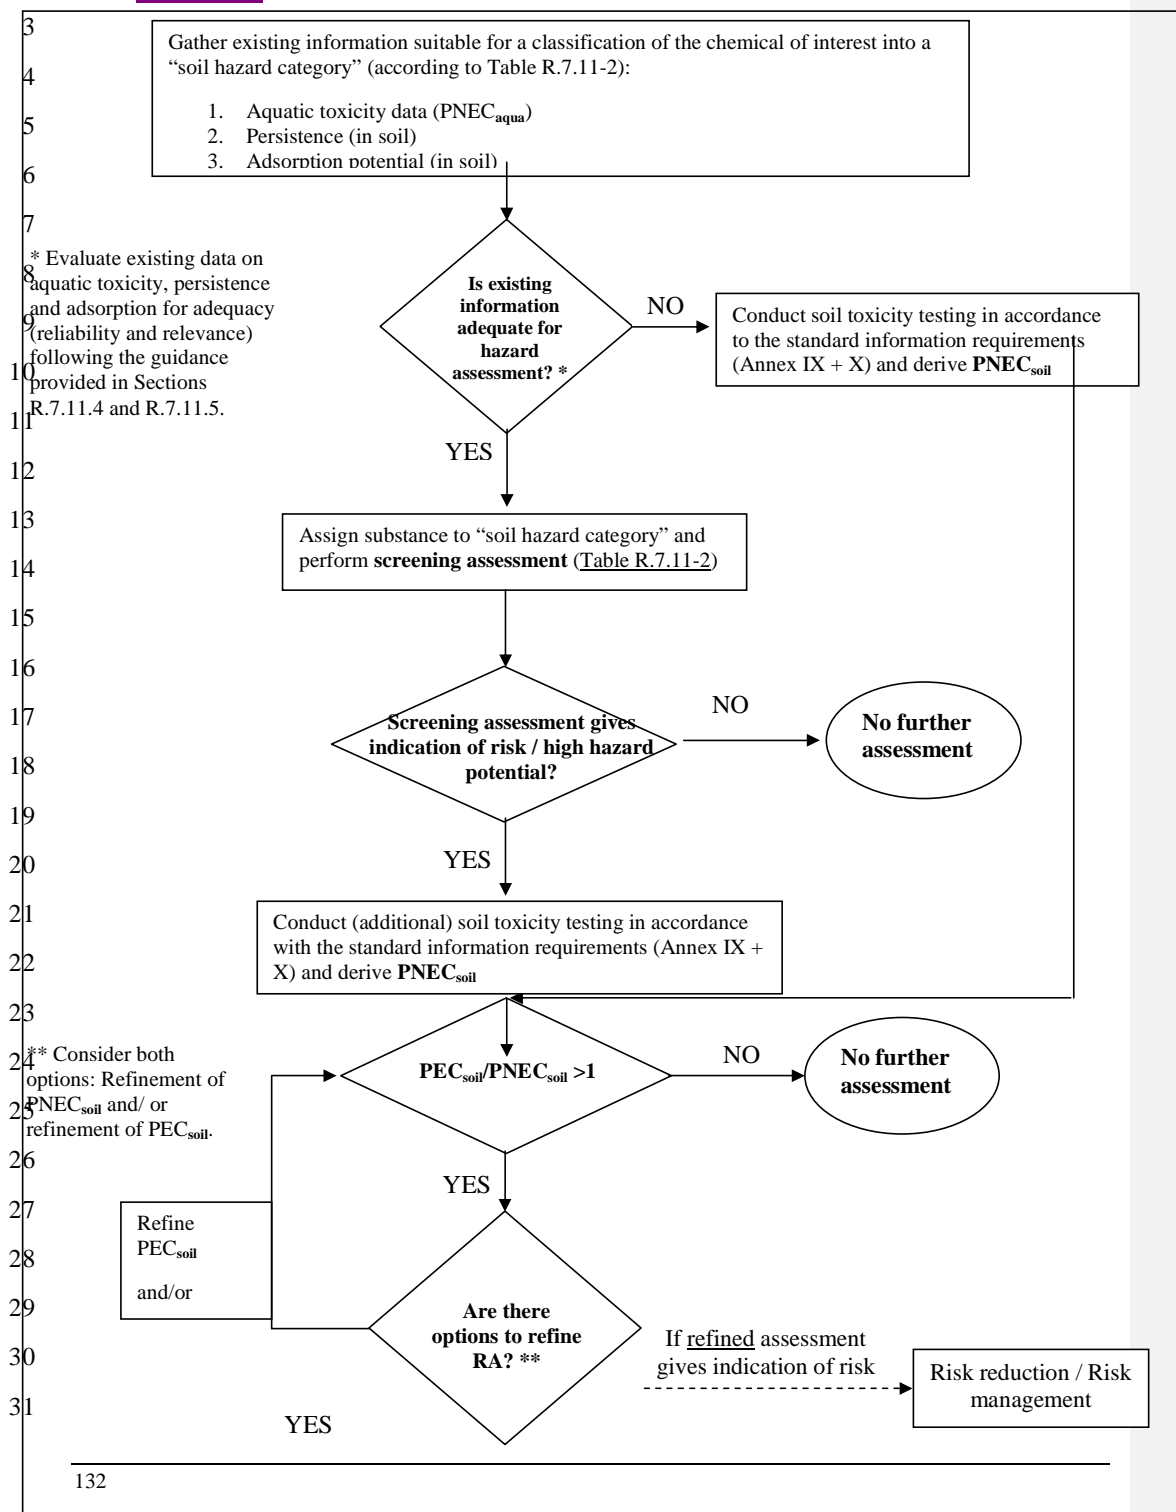 3
Gather existing information suitable for a classification of the chemical of interest into a
4
“soil hazard category” (according to Table R.7.11-2):
1. Aquatic toxicity data (PNECaqua)
5
2. Persistence (in soil)
3. Adsorption potential (in soil)
6
7
* Evaluate existing data on
8
aquatic toxicity, persistence
and adsorption for adequacy
9
(reliability and relevance)
following the guidance
10
provided in Sections
R.7.11.4 and R.7.11.5.
11
Is existing
information
adequate for
hazard
assessment? *
NO
Conduct soil toxicity testing in accordance
to the standard information requirements
(Annex IX + X) and derive PNECsoil
YES
12
13
Assign substance to “soil hazard category” and
perform screening assessment (Table R.7.11-2)
14
15
16
17
Screening assessment gives
indication of risk / high hazard
potential?
NO
No further
assessment
18
19
20
YES
21
Conduct (additional) soil toxicity testing in accordance
with the standard information requirements (Annex IX +
X) and derive PNECsoil
22
23
** Consider both
24
options: Refinement of
PNECsoil and/ or
25
refinement of PECsoil.
PECsoil/PNECsoil >1
NO
No further
assessment
26
YES
27
Refine
PECsoil
28
and/or
29
Are there
options to refine
RA? **
30
If refined assessment
gives indication of risk
Risk reduction / Risk
management
31
YES
132